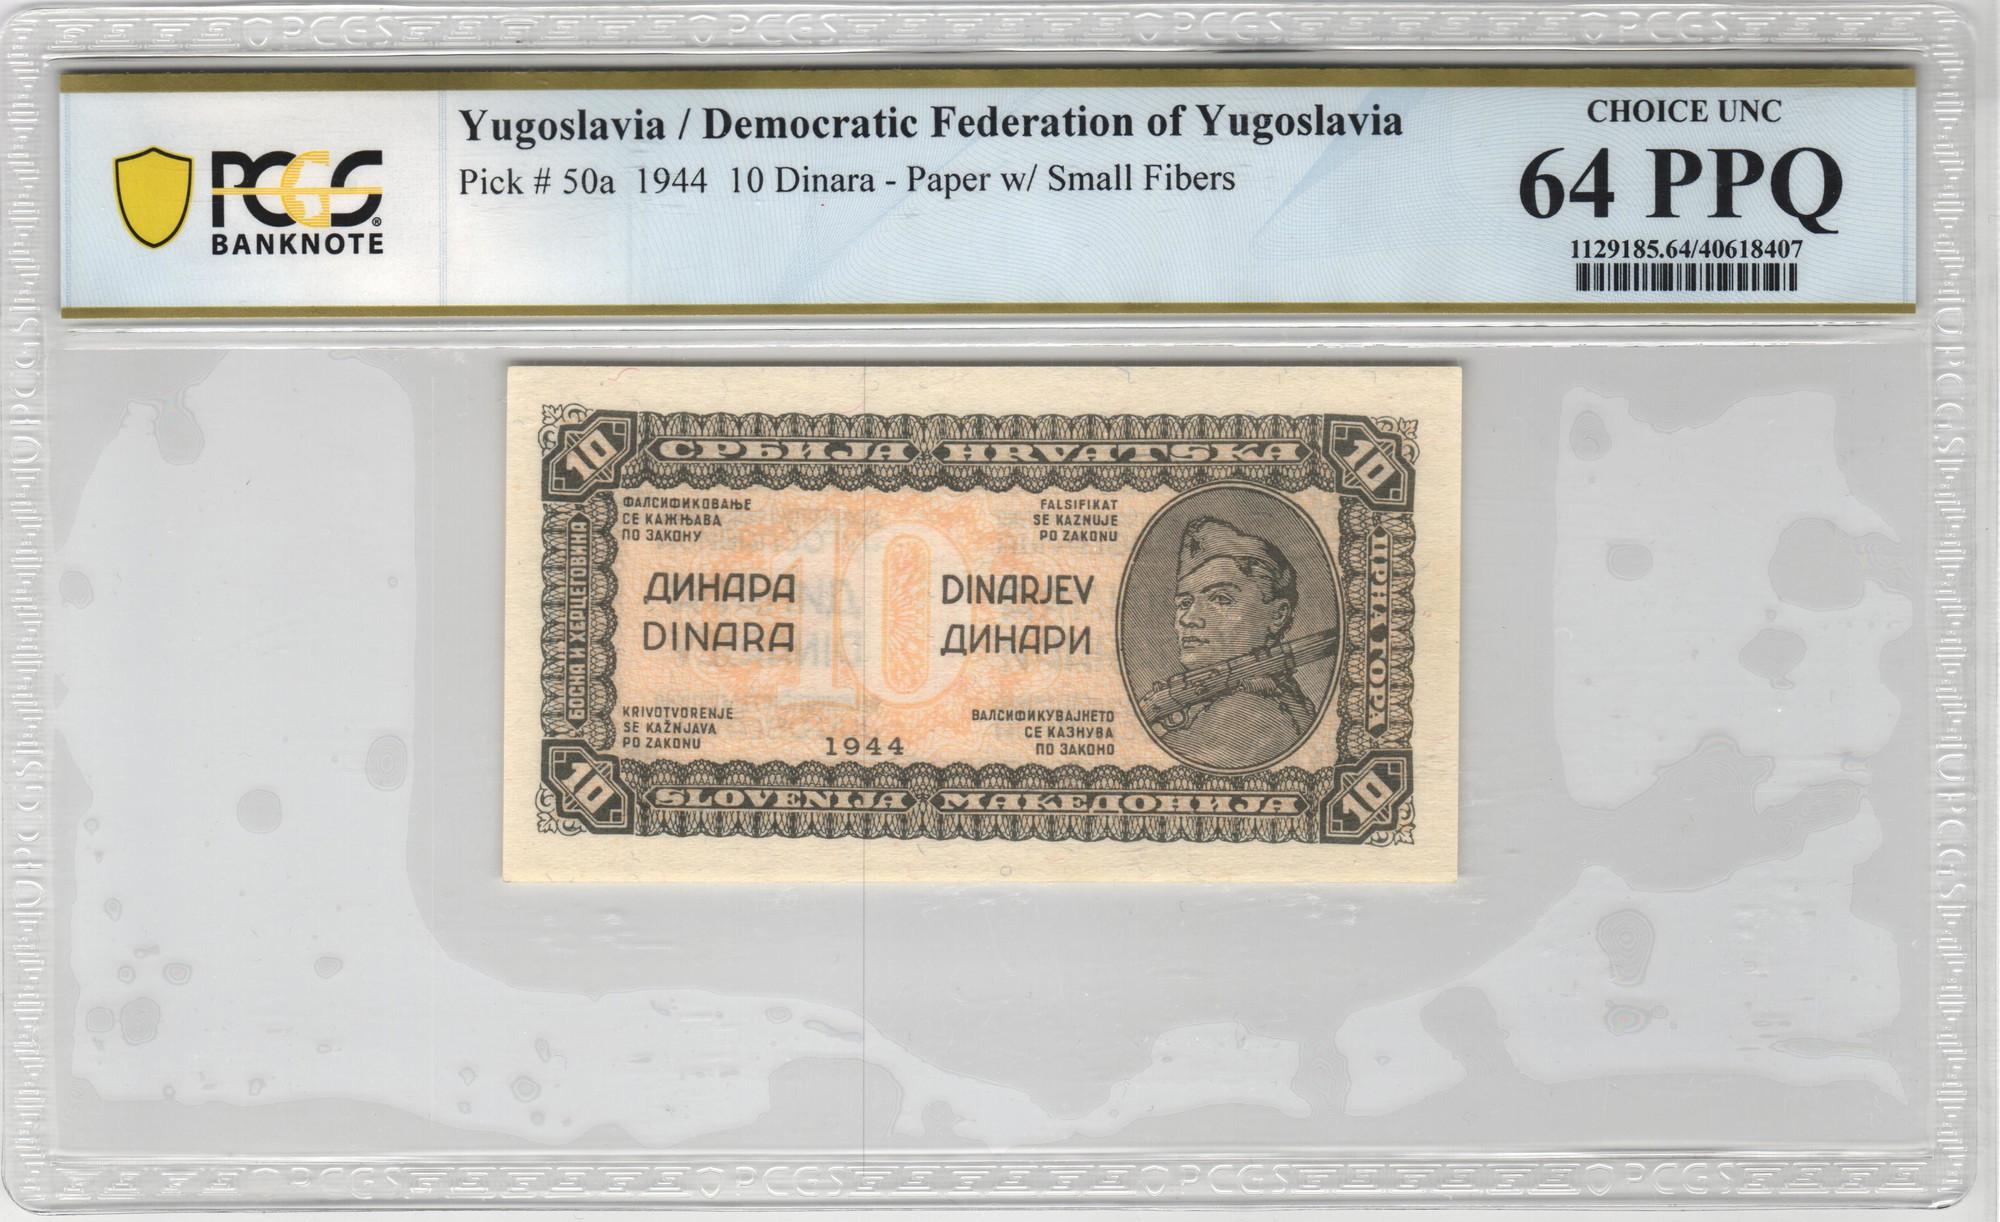 Yugoslavia / Democratic Federation of Yugoslavia
Pick # 50a 1944 10 Dinara - Paper w/ Small Fibers
PCGS
BANKNOTE
CHOICE UNC
64 PPQ
1129185.64/40618407
10
СРБИЈА HRVATSKA
10
БОСНА И ХЕРЦЕГОВИНА
ФАЛСИФИКОВАЊЕ
СЕ КАЖЊАВА
ПО ЗАКОНУ
FALSIFIKAT
SE KAZNUJE
PO ZAKONU
10
ДИНАРА
DINARA
DINARJEV
ДИНАРИ
ЦРНА ГОРА
KRIVOTVORENJE
SE KAŽNJAVA
PO ZAKONU
1944
ВАЛСИФИКУВАЈНЕТО
СЕ КАЗНУВА
ПО ЗАКОНО
10
SLOVENIJA МАКЕДОНИЈА
10